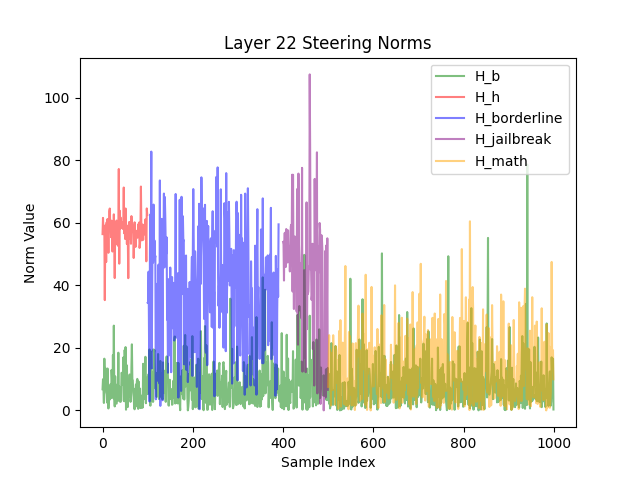 Layer 22 Steering Norms
H_b
H_h
H_borderline
H_jailbreak
H_math
100
80
60
40
20
0
Norm Value
0
200
400
600
800
1000
Sample Index